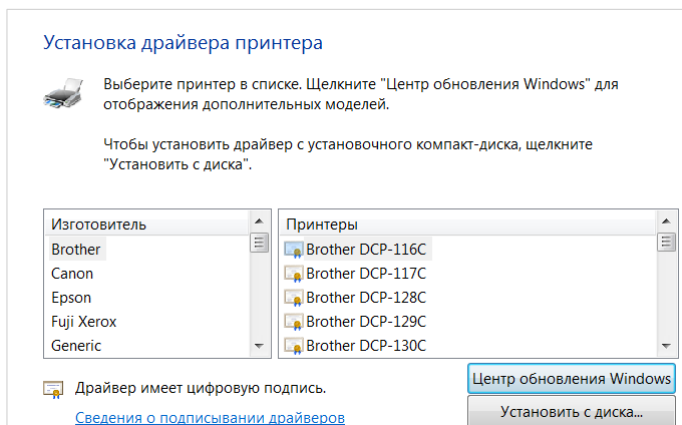 Установка драйвера принтера
Выберите принтер в списке. Щелкните "Центр обновления Windows" для
отображения дополнительных моделей.
Чтобы установить драйвер с установочного компакт-диска, щелкните
"Установить с диска".
Изготовитель
Brother
Canon
Epson
Fuji Xerox
Generic
Принтеры
Brother DCP-116C
Brother DCP-117C
Brother DCP-128C
Brother DCP-129C
Brother DCP-130C
Драйвер имеет цифровую подпись.
Сведения о подписывании драйверов
Центр обновления Windows
Установить с диска...